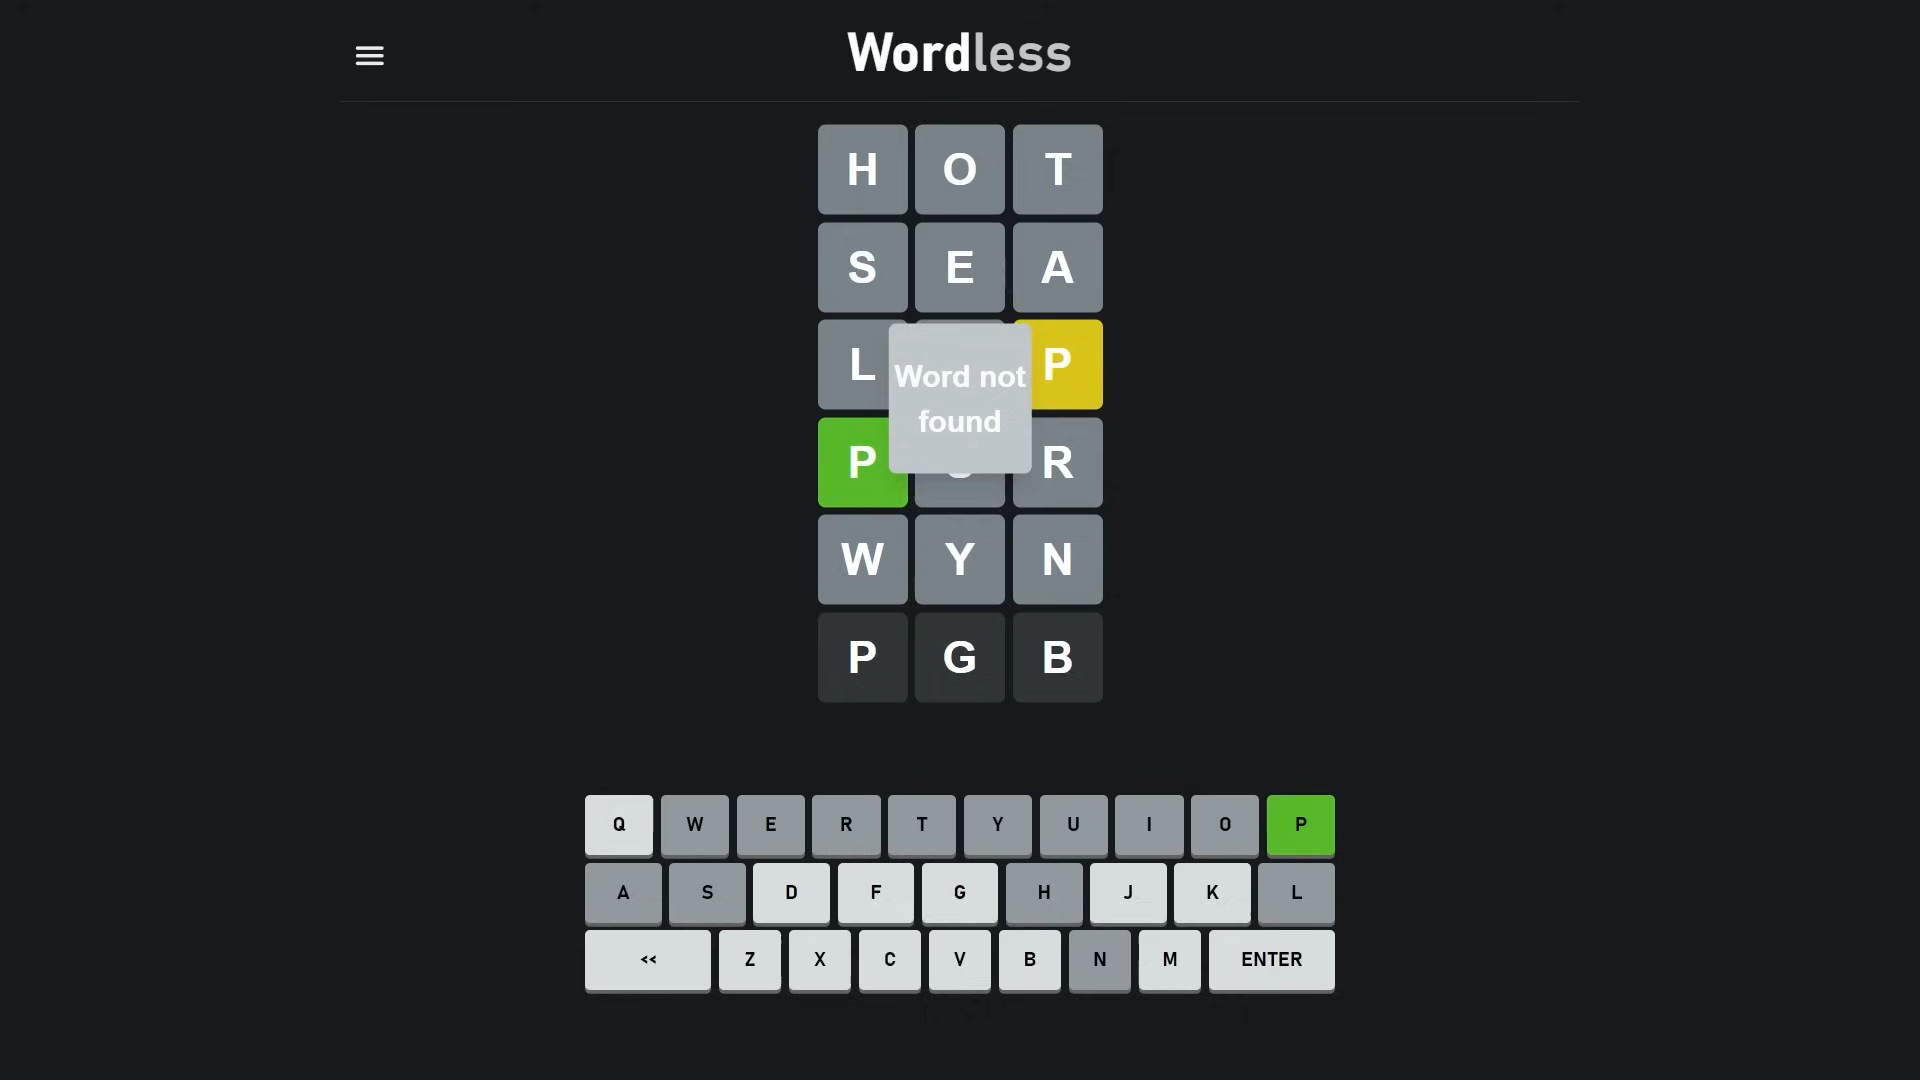 Wordless
H O T
S E A
L P
Word not
found
P R
W Y N
P G B
Q W E R T Y U I O P
A S D F G H J K L
<< Z X C V B N M ENTER